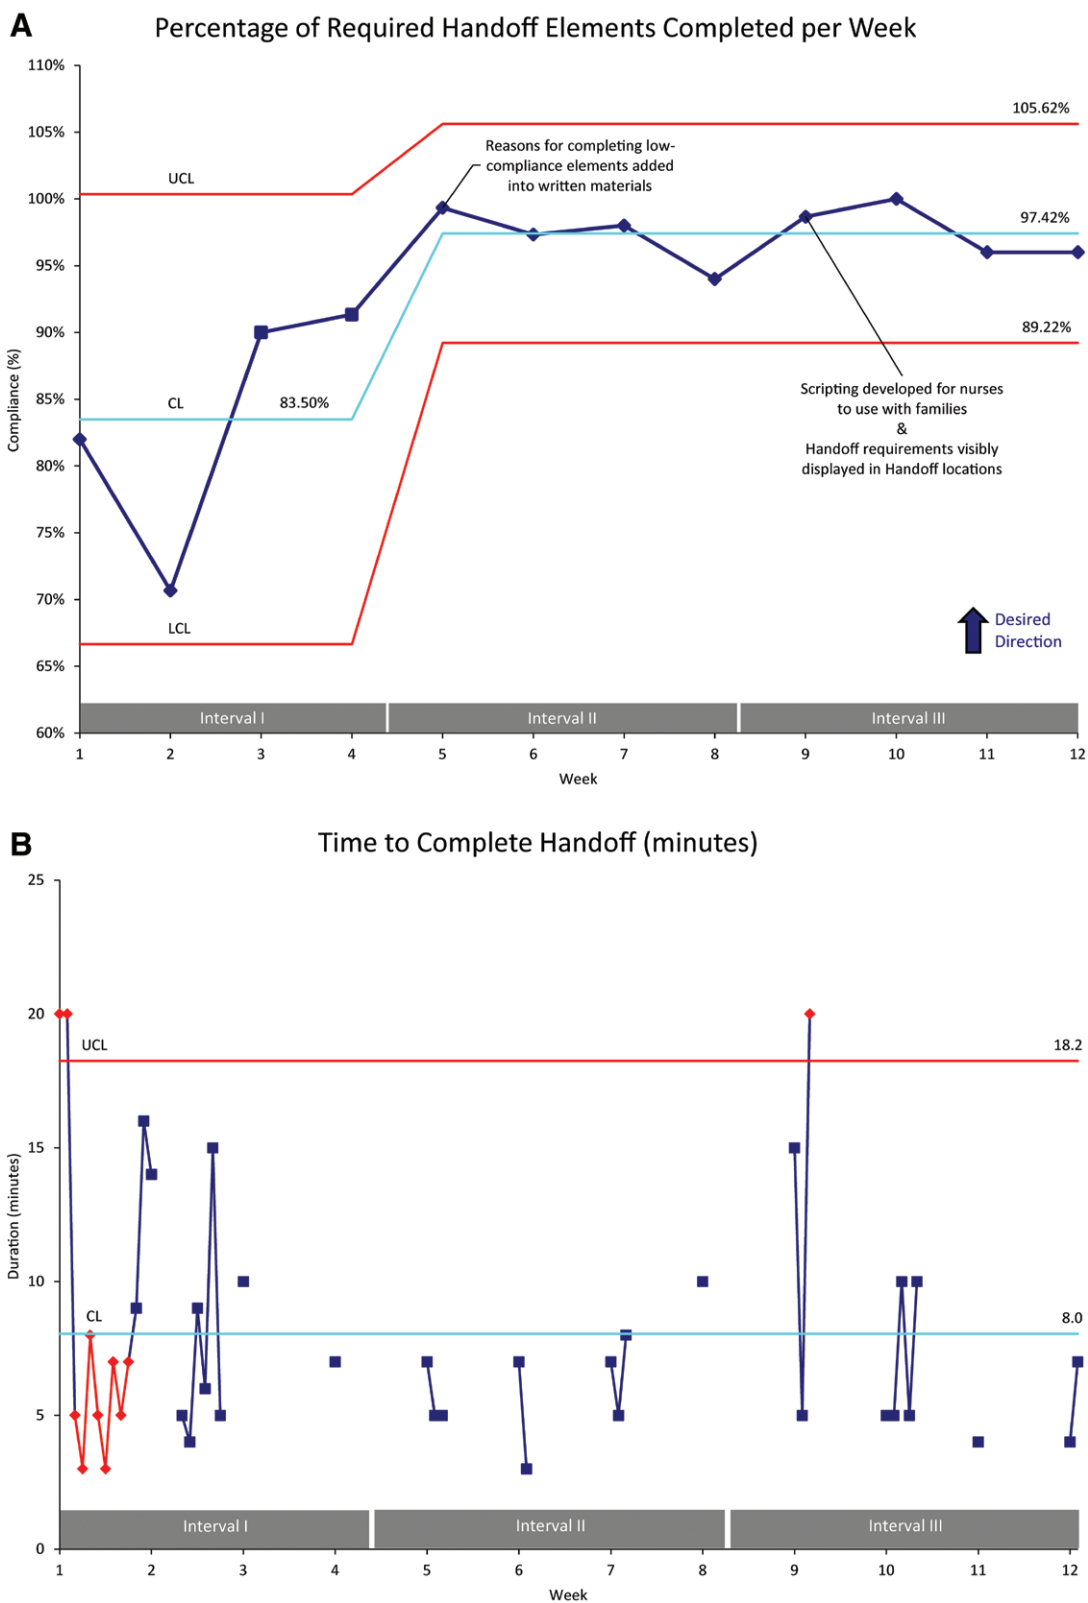 A
Percentage of Required Handoff Elements Completed per Week
110%
105%
100%
95%
90%
85%
80%
75%
70%
65%
60%
Compliance (%)
UCL
CL
83.50%
LCL
105.62%
97.42%
89.22%
Reasons for completing low-
compliance elements added
into written materials
Scripting developed for nurses
to use with families
&
Handoff requirements visibly
displayed in Handoff locations
Desired
Direction
Interval I
Interval II
Interval III
1 2 3 4 5 6 7 8 9 10 11 12
Week
B
Time to Complete Handoff (minutes)
25
20
15
10
5
0
Duration (minutes)
UCL
18.2
CL
8.0
Interval I
Interval II
Interval III
1 2 3 4 5 6 7 8 9 10 11 12
Week